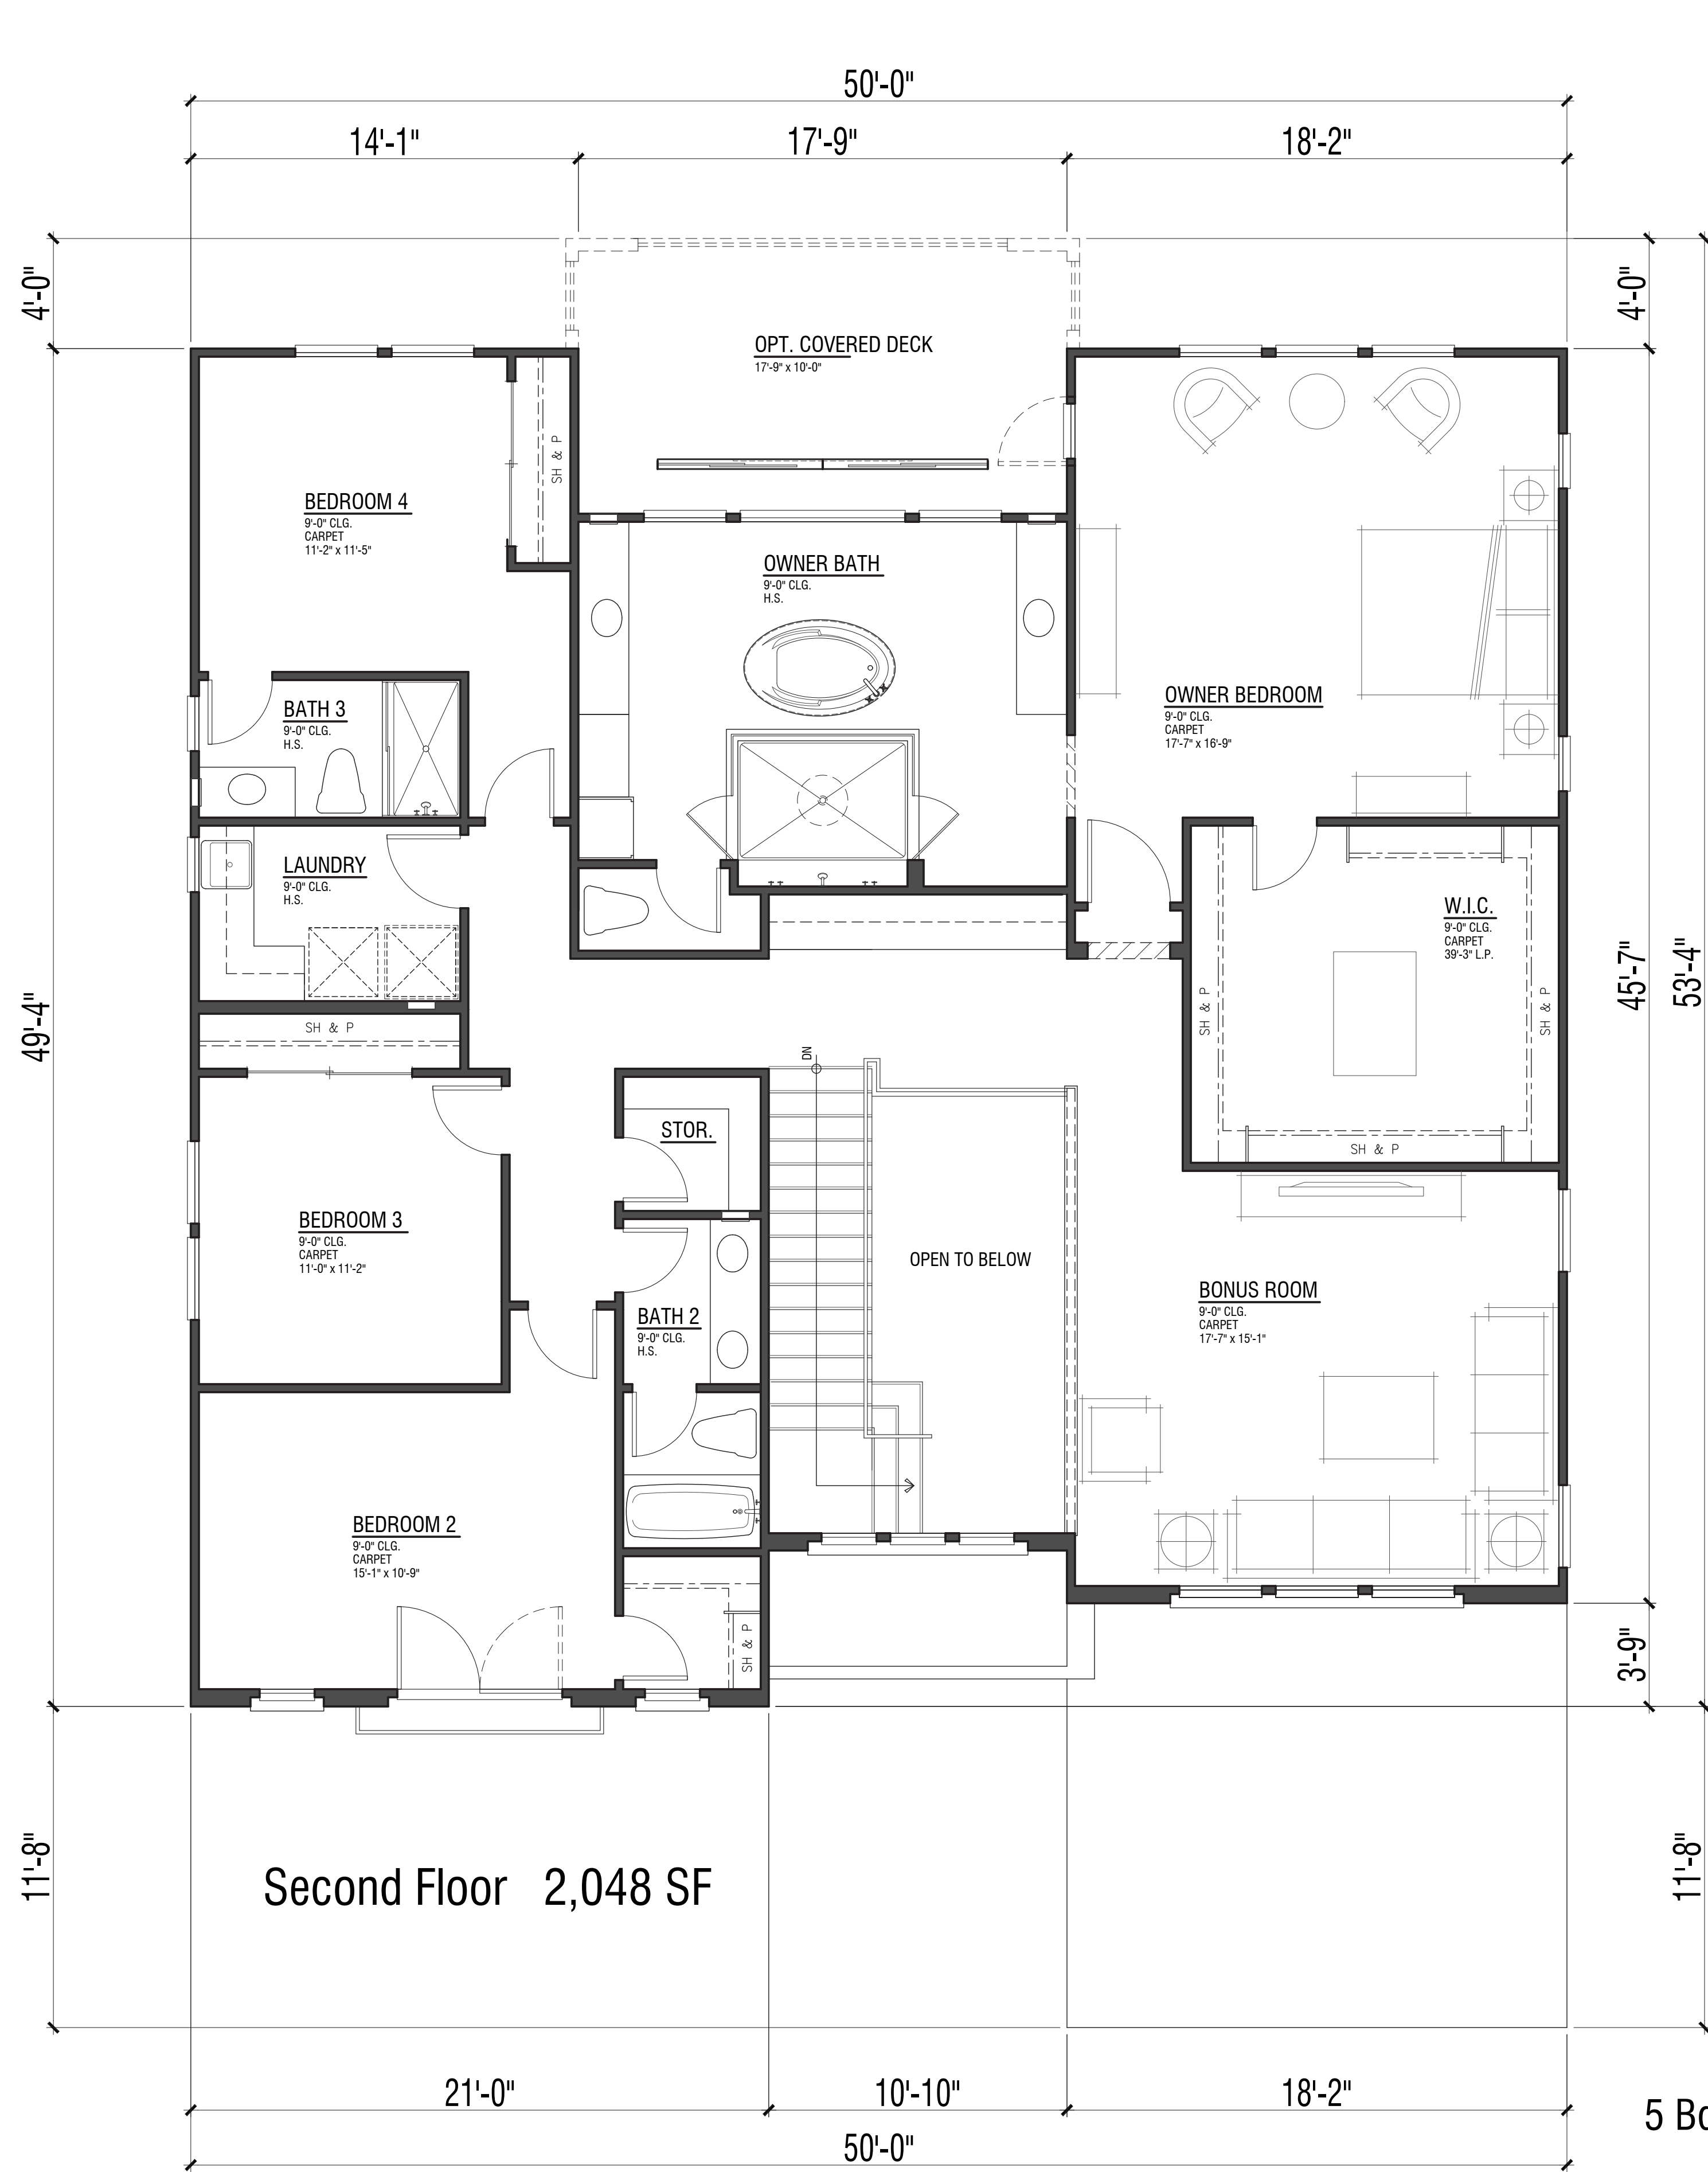 50'-0"
14'-1"
17'-9"
18'-2"
4'-0"
4'-0"
OPT. COVERED DECK
17'-9" x 10'-0"
SH & P
BEDROOM 4
9'-0" CLG.
CARPET
11'-2" x 11'-5"
OWNER BATH
9'-0" CLG.
H.S.
OWNER BEDROOM
9'-0" CLG.
CARPET
17'-7" x 16'-9"
BATH 3
9'-0" CLG.
H.S.
LAUNDRY
9'-0" CLG.
H.S.
W.I.C.
9'-0" CLG.
CARPET
39'-3" L.P.
SH & P
SH & P
SH & P
49'-4"
45'-7"
53'-4"
SH & P
DN
STOR.
BEDROOM 3
9'-0" CLG.
CARPET
11'-0" x 11'-2"
OPEN TO BELOW
BATH 2
9'-0" CLG.
H.S.
BONUS ROOM
9'-0" CLG.
CARPET
17'-7" x 15'-1"
BEDROOM 2
9'-0" CLG.
CARPET
15'-1" x 10'-9"
SH & P
3'-9"
11'-8"
11'-8"
Second Floor 2,048 SF
21'-0"
10'-10"
18'-2"
5
50'-0"